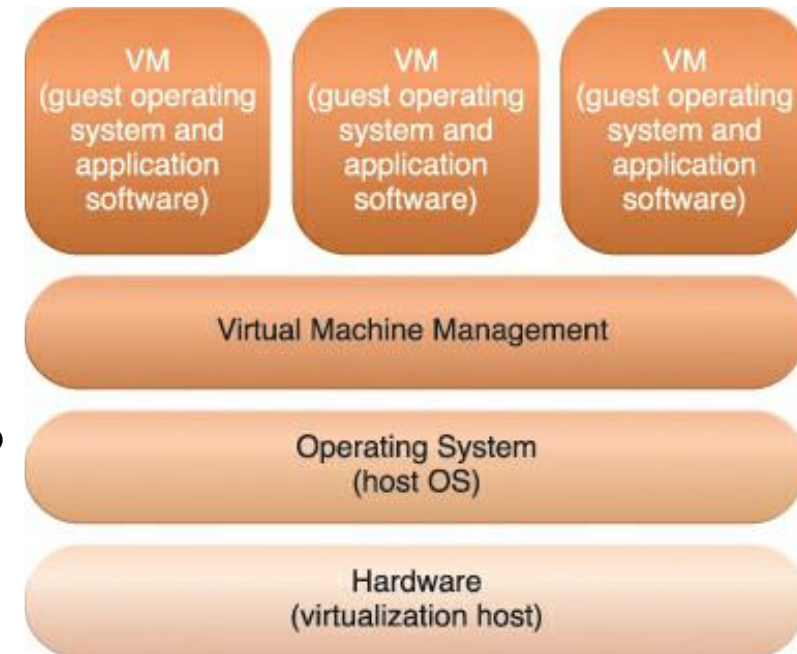 VM
(guest operating
system and
application
software)
VM
(guest operating
system and
application
software)
VM
(guest operating
system and
application
software)
Virtual Machine Management
Operating System
(host OS)
Hardware
(virtualization host)